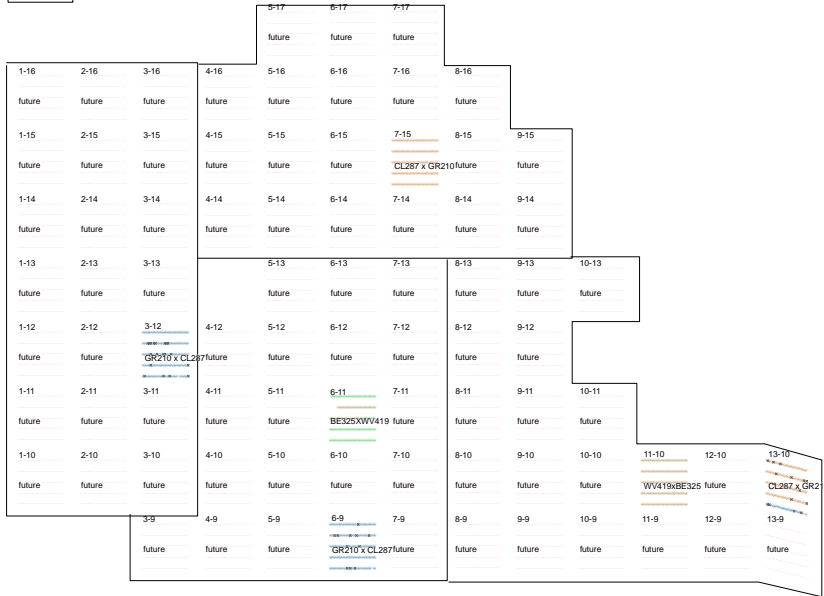 5-17 6-17 7-17
future future future
1-16 2-16 3-16 4-16 5-16 6-16 7-16 8-16
future future future future future future future future
1-15 2-15 3-15 4-15 5-15 6-15 7-15 8-15 9-15
future future future future future future CL287 x GR210 future future
1-14 2-14 3-14 4-14 5-14 6-14 7-14 8-14 9-14
future future future future future future future future future
1-13 2-13 3-13 5-13 6-13 7-13 8-13 9-13 10-13
future future future future future future future future future
1-12 2-12 3-12 4-12 5-12 6-12 7-12 8-12 9-12
future future GR210 x CL287 future future future future future future
1-11 2-11 3-11 4-11 5-11 6-11 7-11 8-11 9-11 10-11
future future future future future BE325XWV419 future future future future
1-10 2-10 3-10 4-10 5-10 6-10 7-10 8-10 9-10 10-10 11-10 12-10 13-10
future future future future future future future future future future WV419xBE325 future CL287 x GR21
3-9 4-9 5-9 6-9 7-9 8-9 9-9 10-9 11-9 12-9 13-9
future future future GR210 x CL287 future future future future future future future